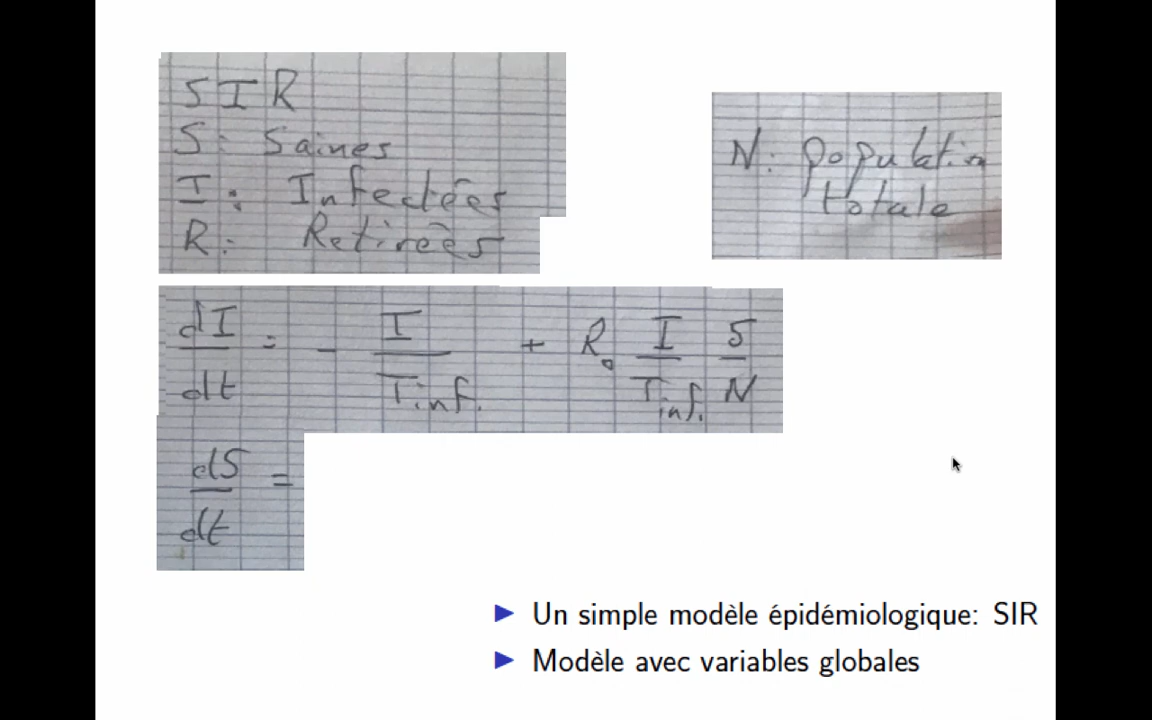 SIR
S: Saines
I: Infectées
R: Retirées
N: population
totale
dI/dt = - I/Tinf. + R₀ I/Tinf. S/N
dS/dt =
▶ Un simple modèle épidémiologique: SIR
▶ Modèle avec variables globales